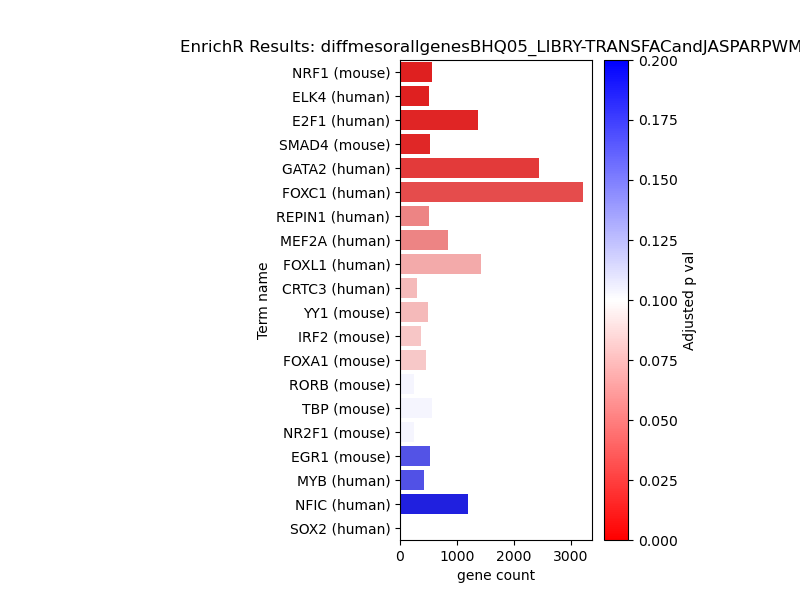 EnrichR Results: diffmesorallgenesBHQ05_LIBRY-TRANSFACandJASPARPWM
Term name
NRF1 (mouse)
ELK4 (human)
E2F1 (human)
SMAD4 (mouse)
GATA2 (human)
FOXC1 (human)
REPIN1 (human)
MEF2A (human)
FOXL1 (human)
CRTC3 (human)
YY1 (mouse)
IRF2 (mouse)
FOXA1 (mouse)
RORB (mouse)
TBP (mouse)
NR2F1 (mouse)
EGR1 (mouse)
MYB (human)
NFIC (human)
SOX2 (human)
0 1000 2000 3000
gene count
0.200
0.175
0.150
0.125
0.100
0.075
0.050
0.025
0.000
Adjusted p val